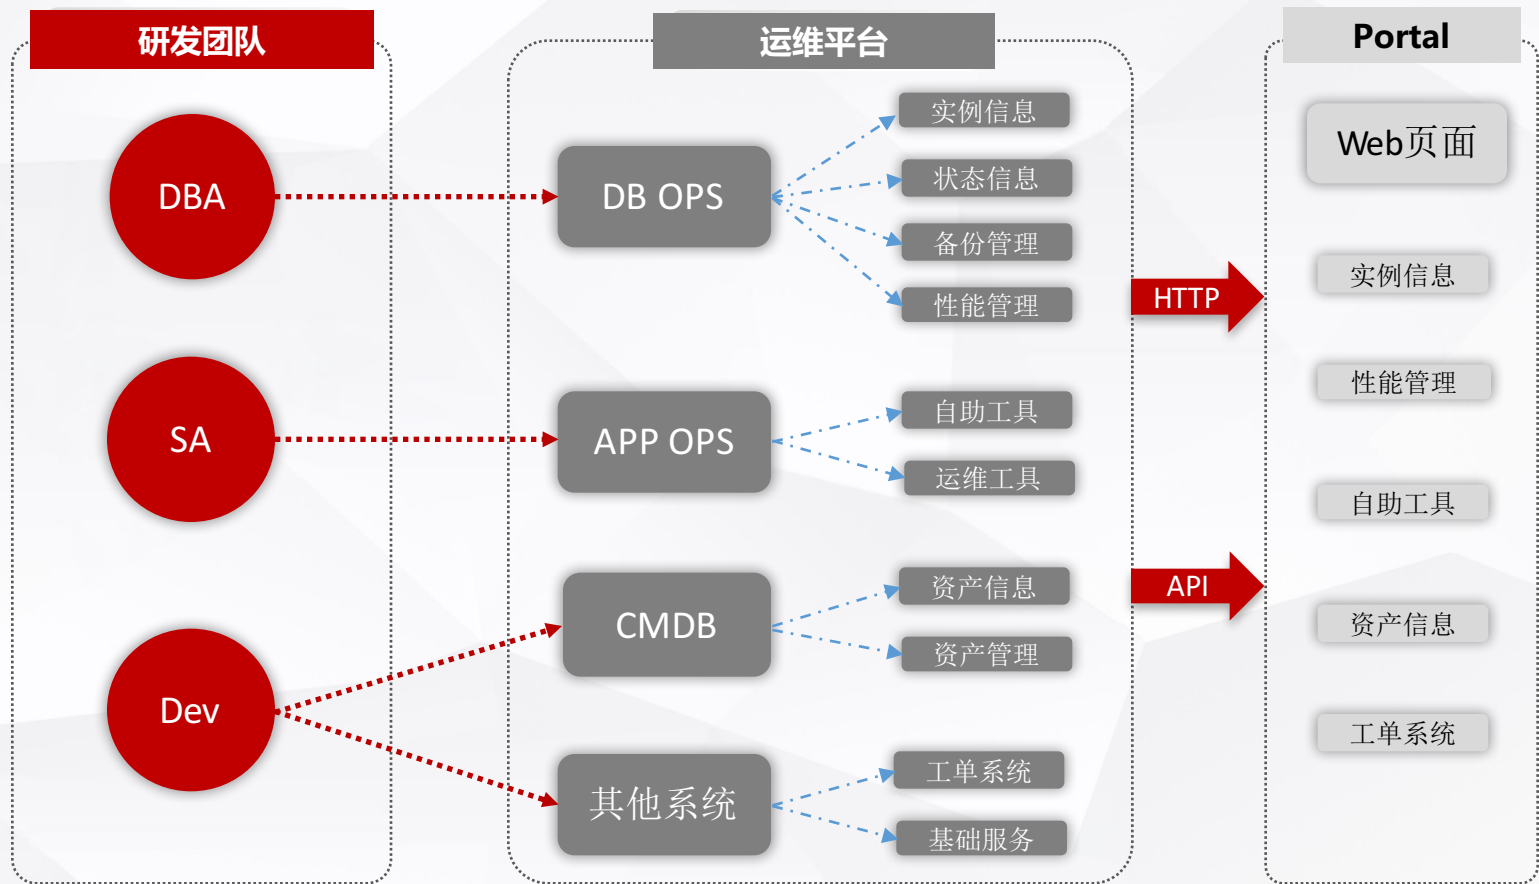 研发团队
运维平台
Portal
DBA
SA
Dev
DB OPS
APP OPS
CMDB
其他系统
实例信息
状态信息
备份管理
性能管理
自助工具
运维工具
资产信息
资产管理
工单系统
基础服务
HTTP
API
Web页面
实例信息
性能管理
自助工具
资产信息
工单系统